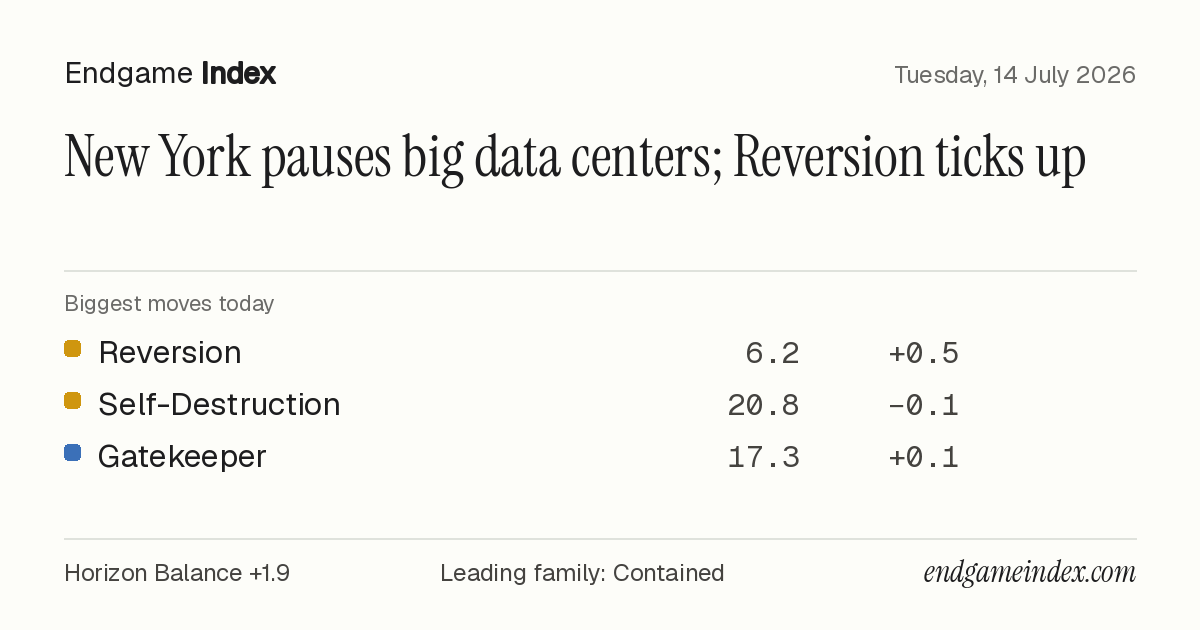 Endgame Index
Tuesday, 14 July 2026
New York pauses big data centers; Reversion ticks up
Biggest moves today
Reversion 6.2 +0.5
Self-Destruction 20.8 −0.1
Gatekeeper 17.3 +0.1
Horizon Balance +1.9
Leading family: Contained
endgameindex.com